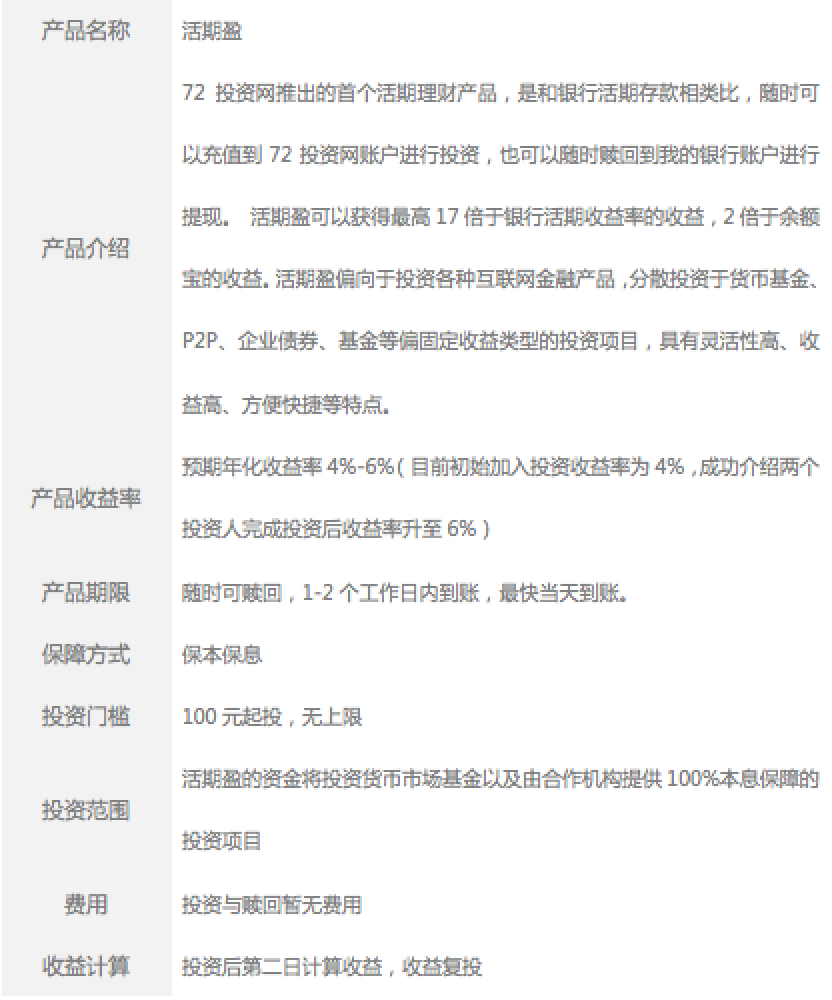 产品名称
活期盈
产品介绍
72 投资网推出的首个活期理财产品，是和银行活期存款相类比，随时可
以充值到 72 投资网账户进行投资，也可以随时赎回到我的银行账户进行
提现。 活期盈可以获得最高 17 倍于银行活期收益率的收益，2 倍于余额
宝的收益。活期盈偏向于投资各种互联网金融产品，分散投资于货币基金、
P2P、企业债券、基金等偏固定收益类型的投资项目，具有灵活性高、收
益高、方便快捷等特点。
产品收益率
预期年化收益率 4%-6%( 目前初始加入投资收益率为 4%，成功介绍两个
投资人完成投资后收益率升至 6% )
产品期限
随时可赎回，1-2 个工作日内到账，最快当天到账。
保障方式
保本保息
投资门槛
100 元起投，无上限
投资范围
活期盈的资金将投资货币市场基金以及由合作机构提供 100%本息保障的
投资项目
费用
投资与赎回暂无费用
收益计算
投资后第二日计算收益，收益复投